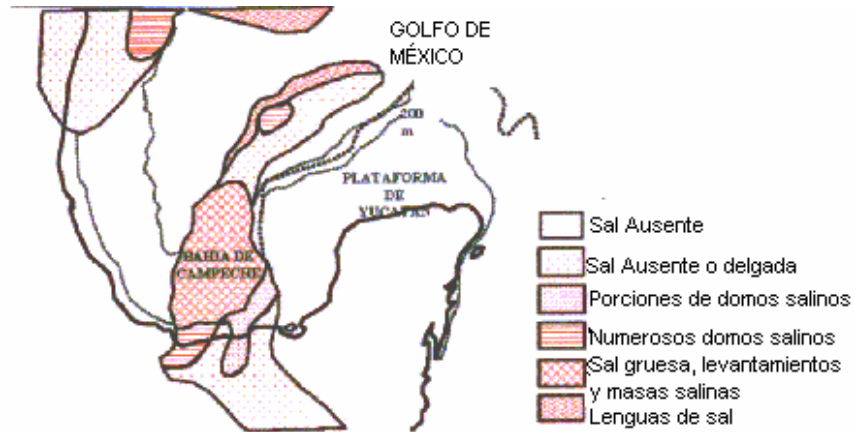 GOLFO DE
MÉXICO
200
m
PLATAFORMA
DE
YUCATEN
BAHIA DE
CAMPECHE
Sal Ausente
Sal Ausente o delgada
Porciones de domos salinos
Numerosos domos salinos
Sal gruesa, levantamientos
y masas salinas
Lenguas de sal